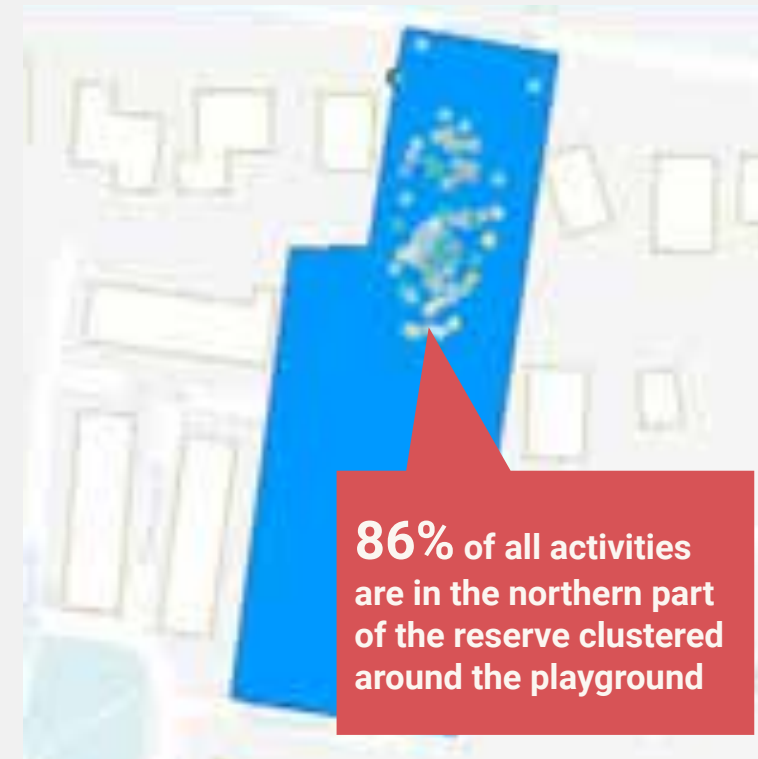 86% of all activities
are in the northern part
of the reserve clustered
around the playground